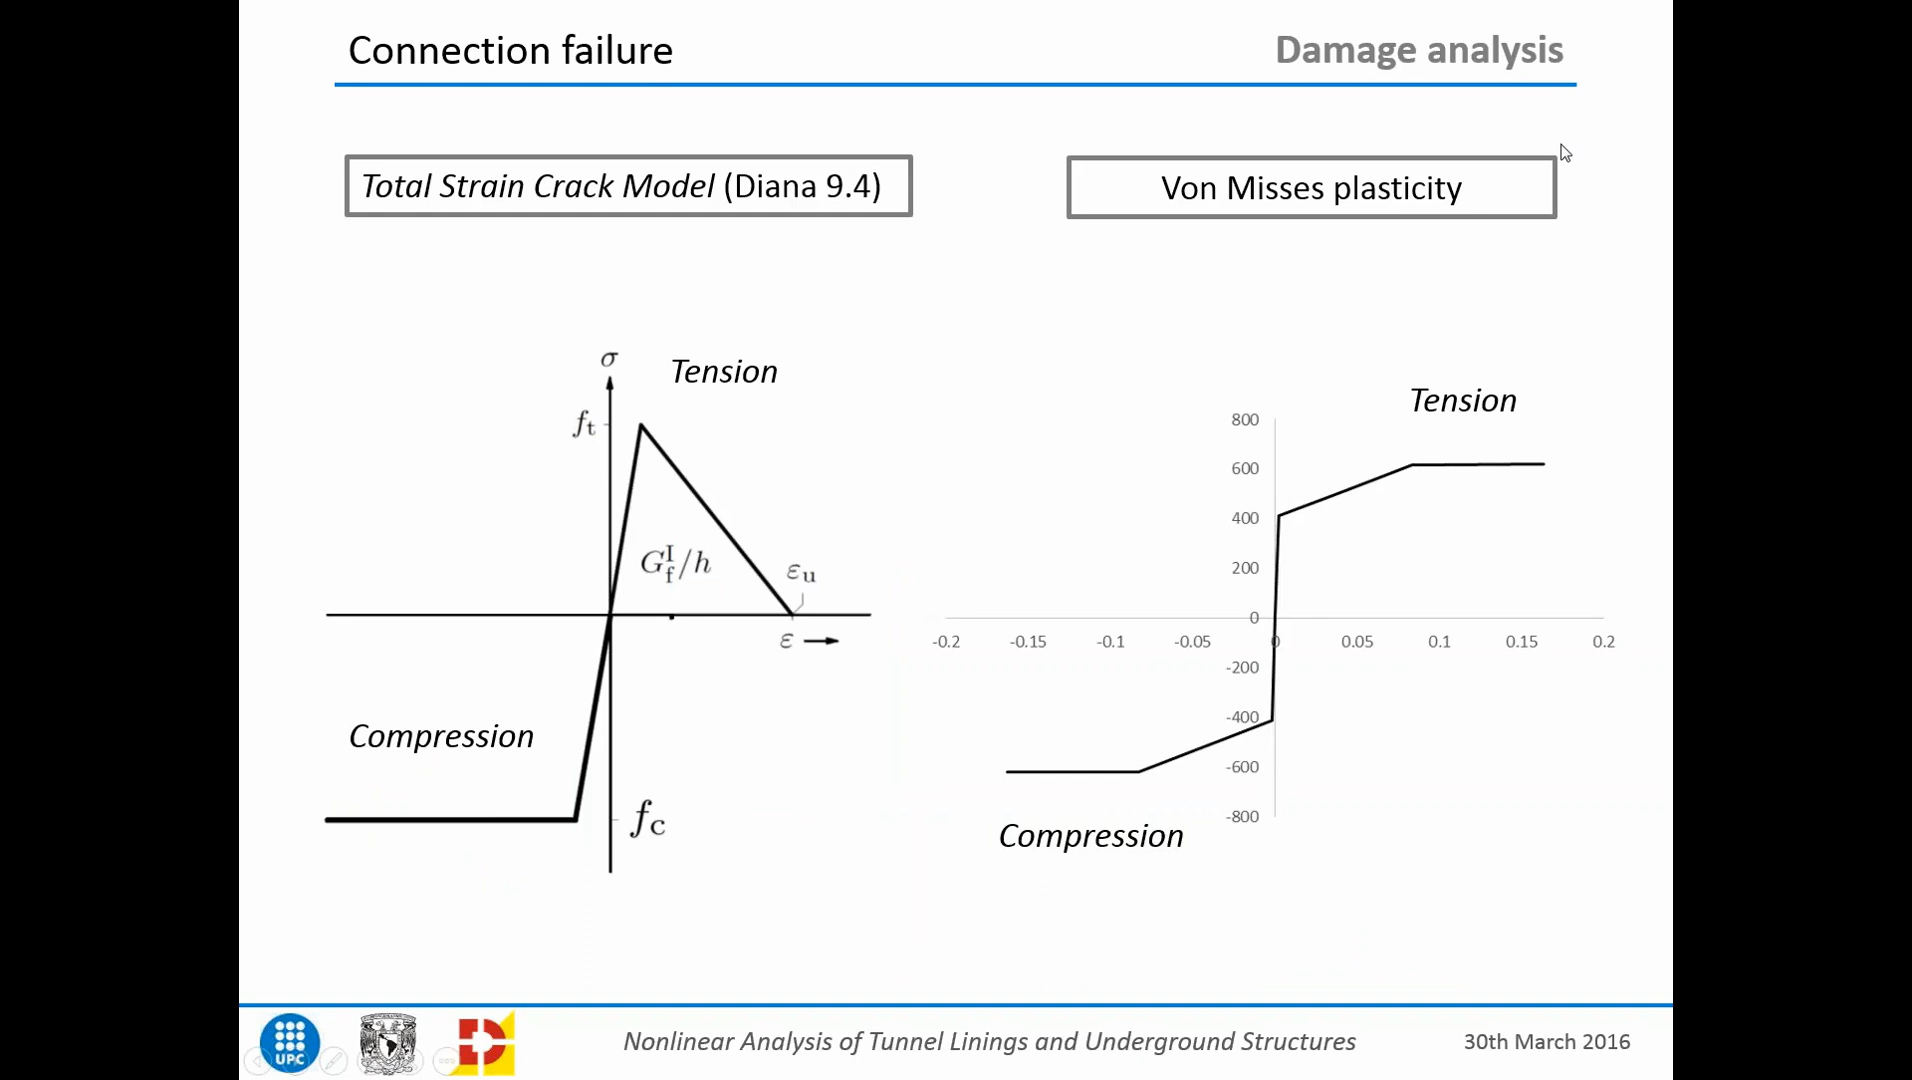 Connection failure
Damage analysis
Total Strain Crack Model (Diana 9.4)
Von Misses plasticity
σ
Tension
f_t
G_f^I/h
ε_u
ε
Compression
f_c
Tension
800
600
400
200
0
-0.2 -0.15 -0.1 -0.05 0 0.05 0.1 0.15 0.2
-200
-400
-600
-800
Compression
UPC
Nonlinear Analysis of Tunnel Linings and Underground Structures
30th March 2016